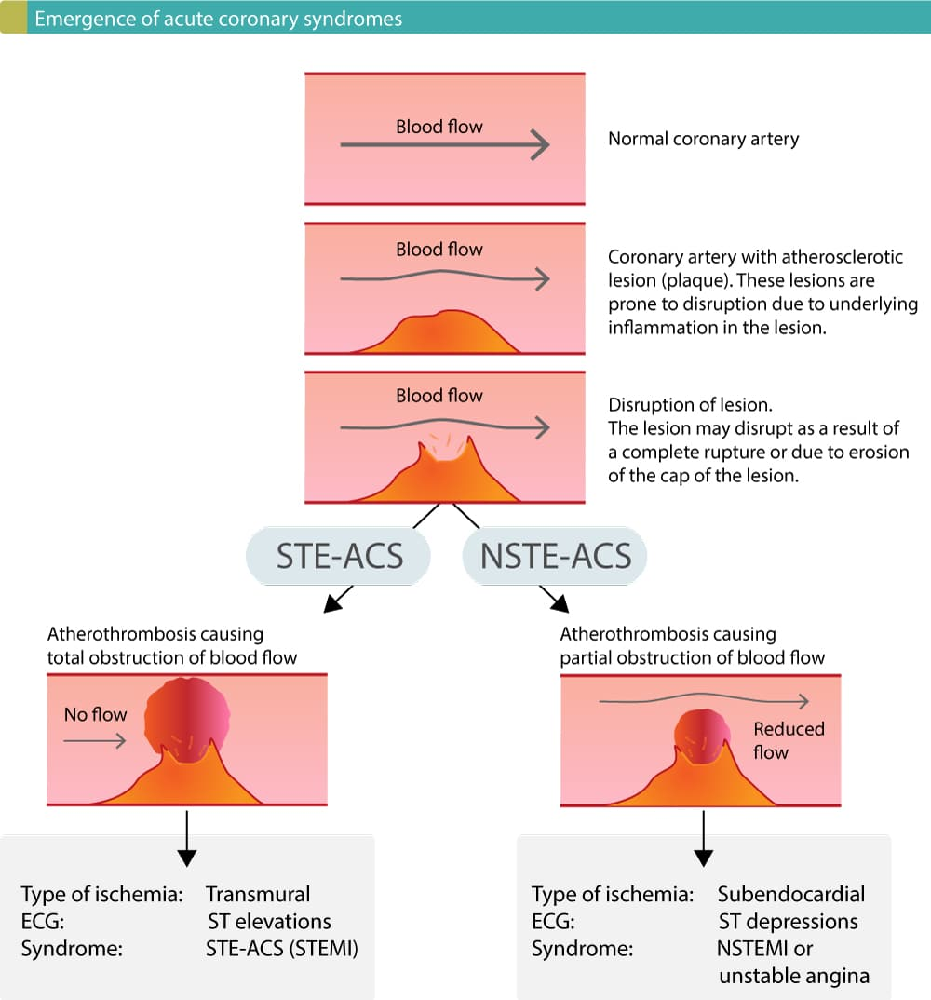 Emergence of acute coronary syndromes
Blood flow
Normal coronary artery
Blood flow
Coronary artery with atherosclerotic
lesion (plaque). These lesions are
prone to disruption due to underlying
inflammation in the lesion.
Blood flow
Disruption of lesion.
The lesion may disrupt as a result of
a complete rupture or due to erosion
of the cap of the lesion.
STE-ACS
NSTE-ACS
Atherothrombosis causing
total obstruction of blood flow
No flow
Atherothrombosis causing
partial obstruction of blood flow
Reduced
flow
Type of ischemia: Transmural
ECG: ST elevations
Syndrome: STE-ACS (STEMI)
Type of ischemia: Subendocardial
ECG: ST depressions
Syndrome: NSTEMI or
unstable angina